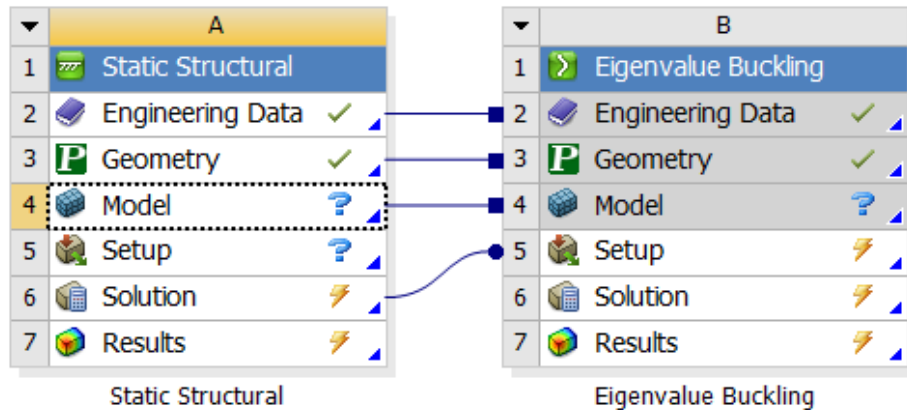 A
1 Static Structural
2 Engineering Data
3 P Geometry
4 Model ?
5 Setup ?
6 Solution
7 Results
Static Structural
B
1 Eigenvalue Buckling
2 Engineering Data
3 P Geometry
4 Model ?
5 Setup
6 Solution
7 Results
Eigenvalue Buckling